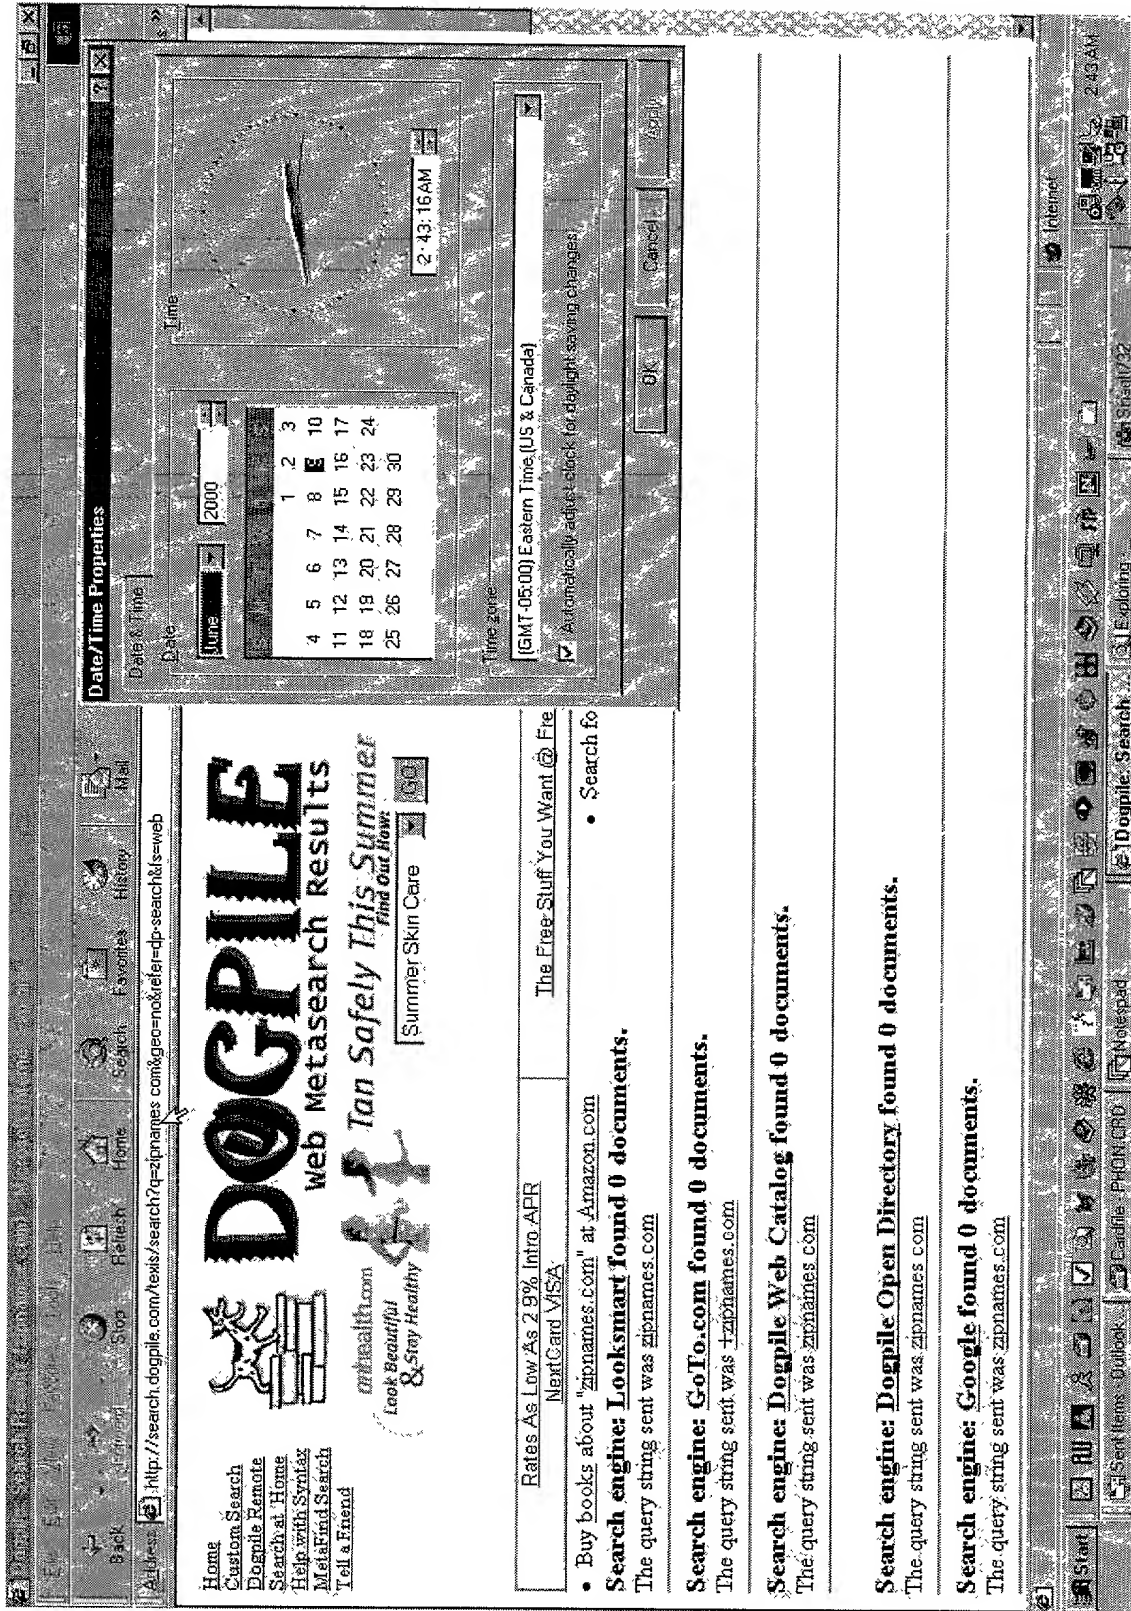 Back
Stop
Refresh
Home
Search
Favorites
History
Mail
Address http://search.dogpile.com/texis/search?q=zipnames com&geo=no&refer=dp-search&fs=web
Home
Custom Search
Dogpile Remote
Search at Home
Help with Syntax
MetaFind Search
Tell a Friend
D@GPILE
Web Metasearch Results
onhealth.com
Look Beautiful
& Stay Healthy
Tan Safely This Summer
Find Out How!
Summer Skin Care
GO
Rates As Low As 2 9% Intro APR
NextCard VISA
The Free Stuff You Want @ Fre
• Buy books about "zipnames.com" at Amazon.com
• Search fo
Search engine: Looksmart found 0 documents.
The query string sent was zipnames.com
Search engine: GoTo.com found 0 documents.
The query string sent was +zipnames.com
Search engine: Dogpile Web Catalog found 0 documents.
The query string sent was zipnames com
Search engine: Dogpile Open Directory found 0 documents.
The query string sent was zipnames com
Search engine: Google found 0 documents.
The query string sent was zipnames.com
Date/Time Properties
Date & Time
Date
June
2000
1 2 3
4 5 6 7 8 9 10
11 12 13 14 15 16 17
18 19 20 21 22 23 24
25 26 27 28 29 30
Time
2:43:16 AM
Time zone
(GMT-05:00) Eastern Time (US & Canada)
Automatically adjust clock for daylight saving changes
OK
Cancel
Apply
Internet
Start
2:43 AM
Sent Items - Outlook
Cardfile - PHON.CRD
Notepad
Dogpile: Search
Exploring